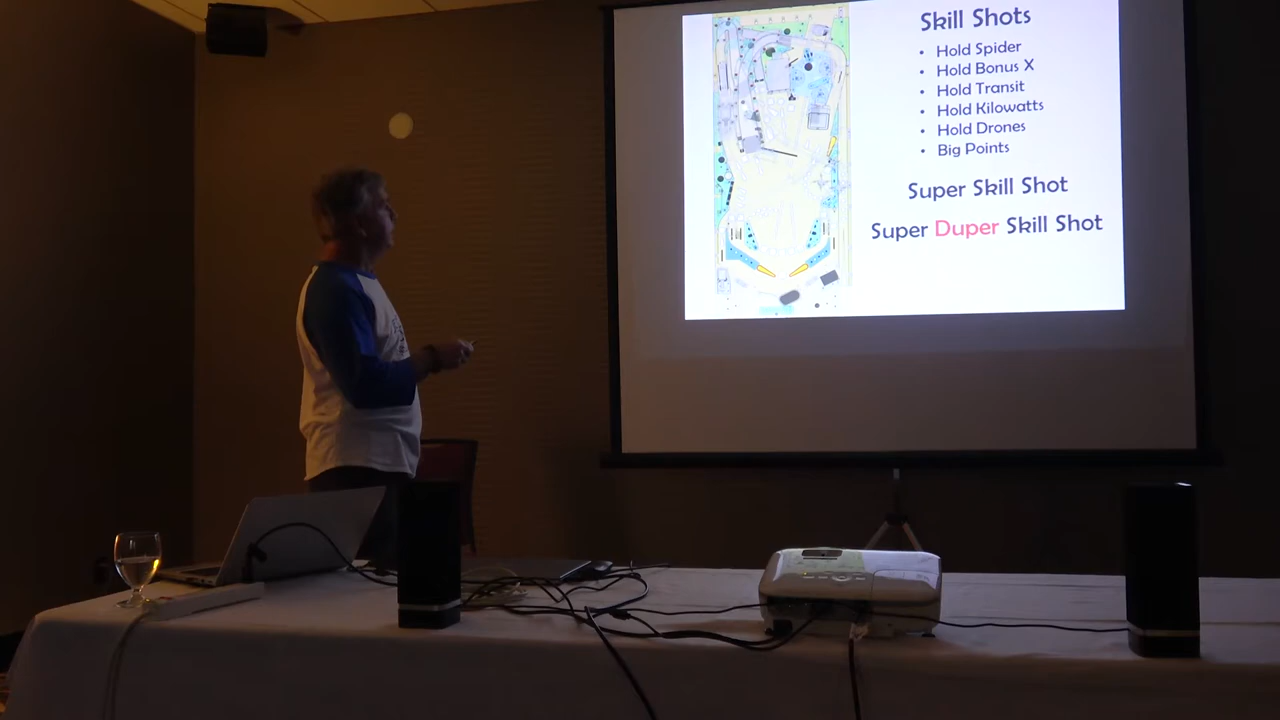 Skill Shots
• Hold Spider
• Hold Bonus X
• Hold Transit
• Hold Kilowatts
• Hold Drones
• Big Points
Super Skill Shot
Super Duper Skill Shot